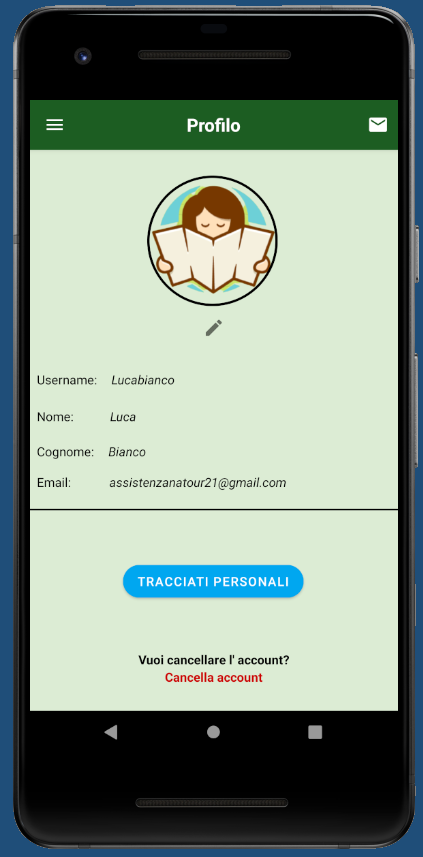 Profilo
Username: Lucabianco
Nome: Luca
Cognome: Bianco
Email: assistenzanatour21@gmail.com
TRACCIATI PERSONALI
Vuoi cancellare l' account?
Cancella account